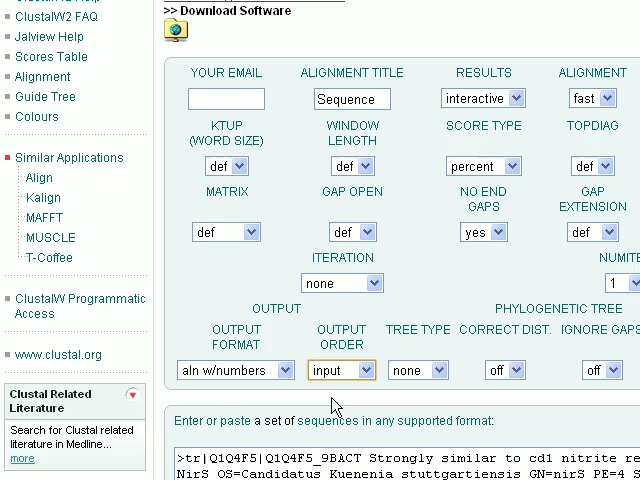 ClustalW2 FAQ
Jalview Help
Scores Table
Alignment
Guide Tree
Colours
Similar Applications
Align
Kalign
MAFFT
MUSCLE
T-Coffee
ClustalW Programmatic
Access
www.clustal.org
Clustal Related
Literature
Search for Clustal related
literature in Medline...
more
>> Download Software
YOUR EMAIL ALIGNMENT TITLE RESULTS ALIGNMENT
Sequence interactive fast
KTUP
(WORD SIZE)
WINDOW
LENGTH
SCORE TYPE
TOPDIAG
def def percent def
MATRIX
GAP OPEN
NO END
GAPS
GAP
EXTENSION
def def yes def
ITERATION NUMITE
none 1
OUTPUT PHYLOGENETIC TREE
OUTPUT
FORMAT
OUTPUT
ORDER
TREE TYPE CORRECT DIST. IGNORE GAPS
aln w/numbers input none off off
Enter or paste a set of sequences in any supported format:
>tr|Q1Q4F5|Q1Q4F5_9BACT Strongly similar to cd1 nitrite re
NirS OS=Candidatus Kuenenia stuttgartiensis GN=nirS PE=4 S